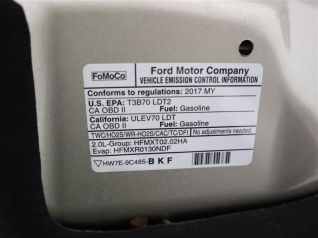 FoMoCo
Ford Motor Company
VEHICLE EMISSION CONTROL INFORMATION
Conforms to regulations: 2017 MY
U.S. EPA: T3B70 LDT2
CA OBD II Fuel: Gasoline
California: ULEV70 LDT
CA OBD II Fuel: Gasoline
TWC/HO2S/WR-HO2S/CAC/TC/DFI No adjustments needed.
2.0L-Group: HFMXT02.02HA
Evap: HFMXR0130NDF
HW7E-9C485-BKF